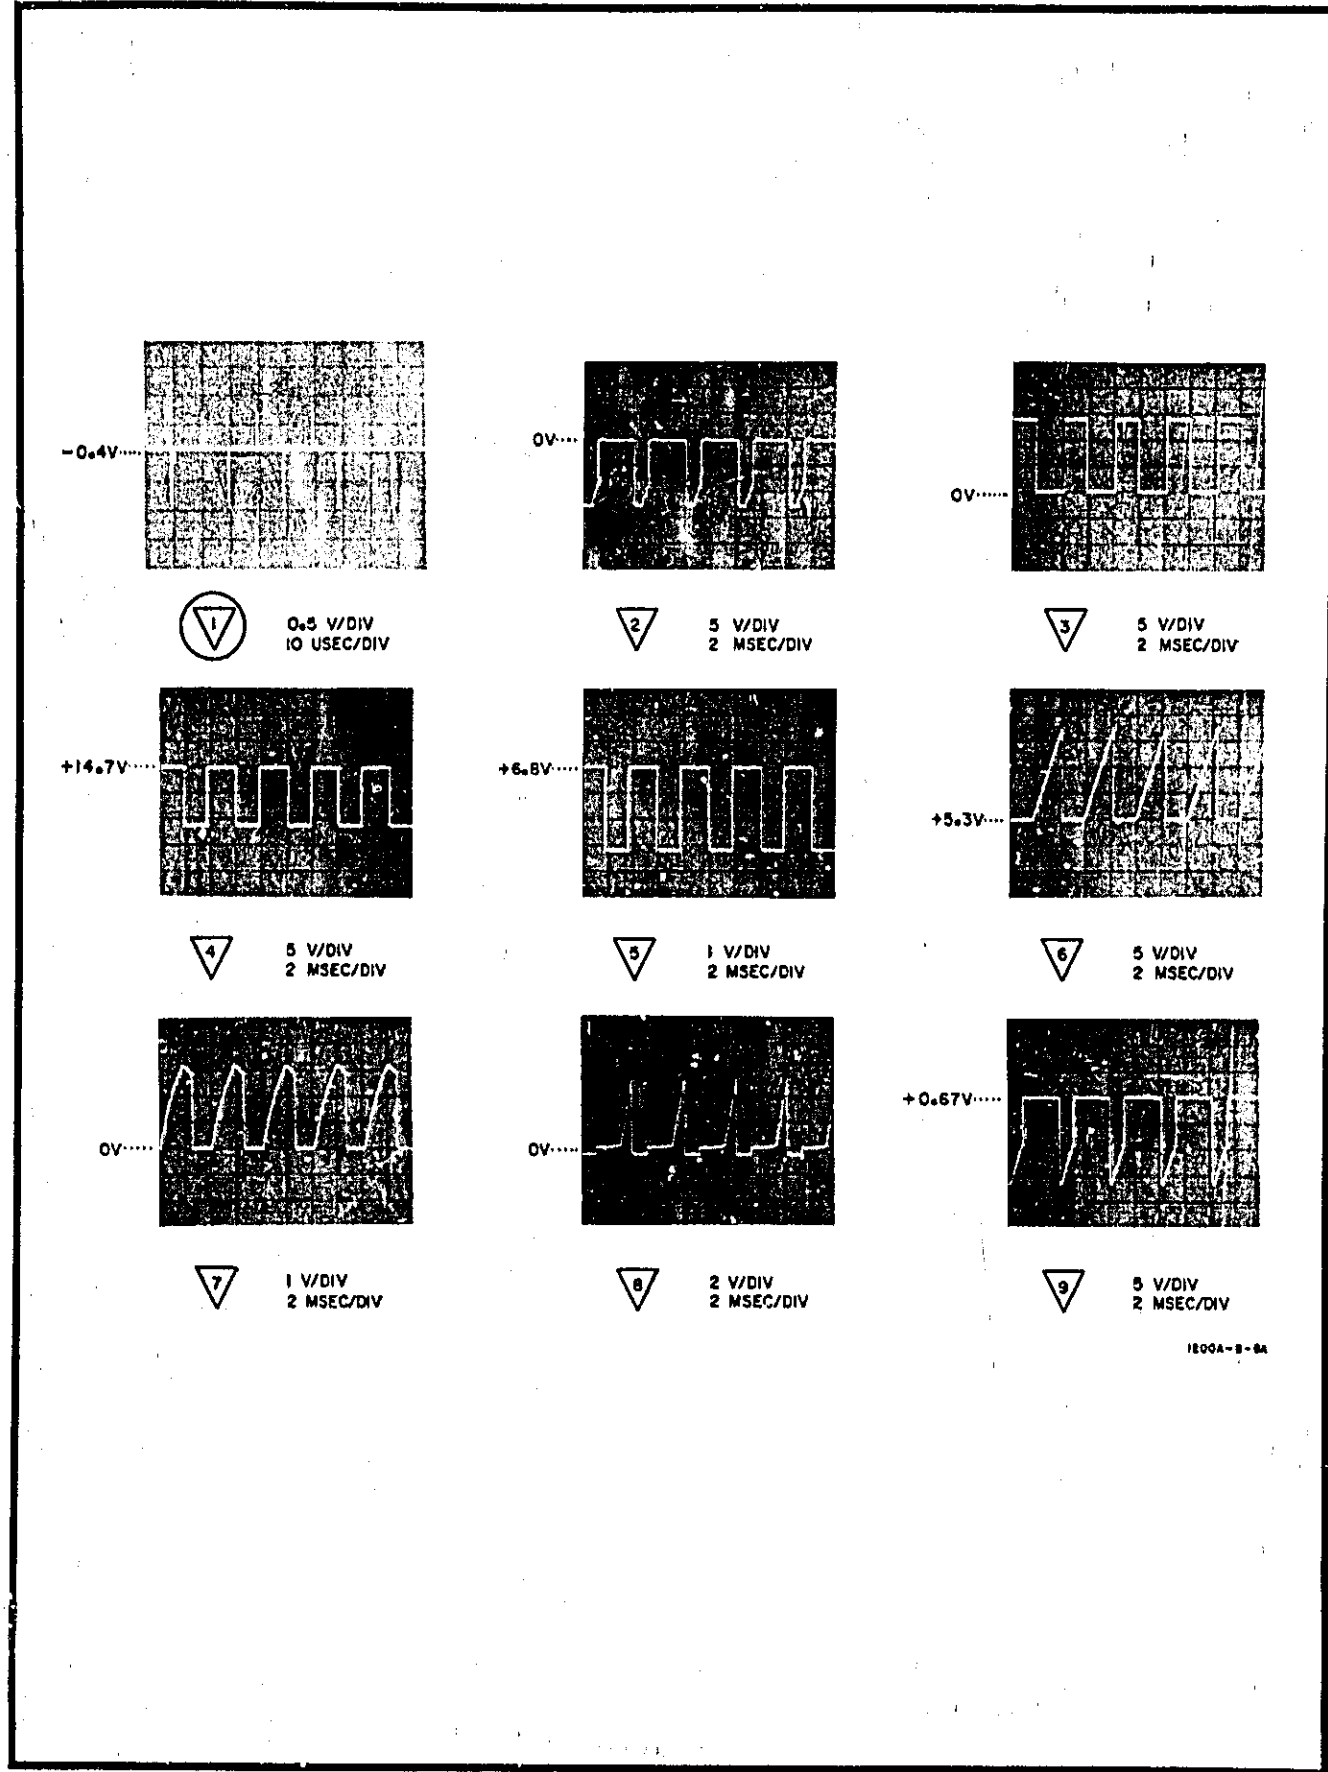 -0.4V
0V
0V
1
0.5 V/DIV
10 USEC/DIV
2
5 V/DIV
2 MSEC/DIV
3
5 V/DIV
2 MSEC/DIV
+14.7V
+6.8V
+5.3V
4
5 V/DIV
2 MSEC/DIV
5
1 V/DIV
2 MSEC/DIV
6
5 V/DIV
2 MSEC/DIV
0V
0V
+0.67V
7
1 V/DIV
2 MSEC/DIV
8
2 V/DIV
2 MSEC/DIV
9
5 V/DIV
2 MSEC/DIV